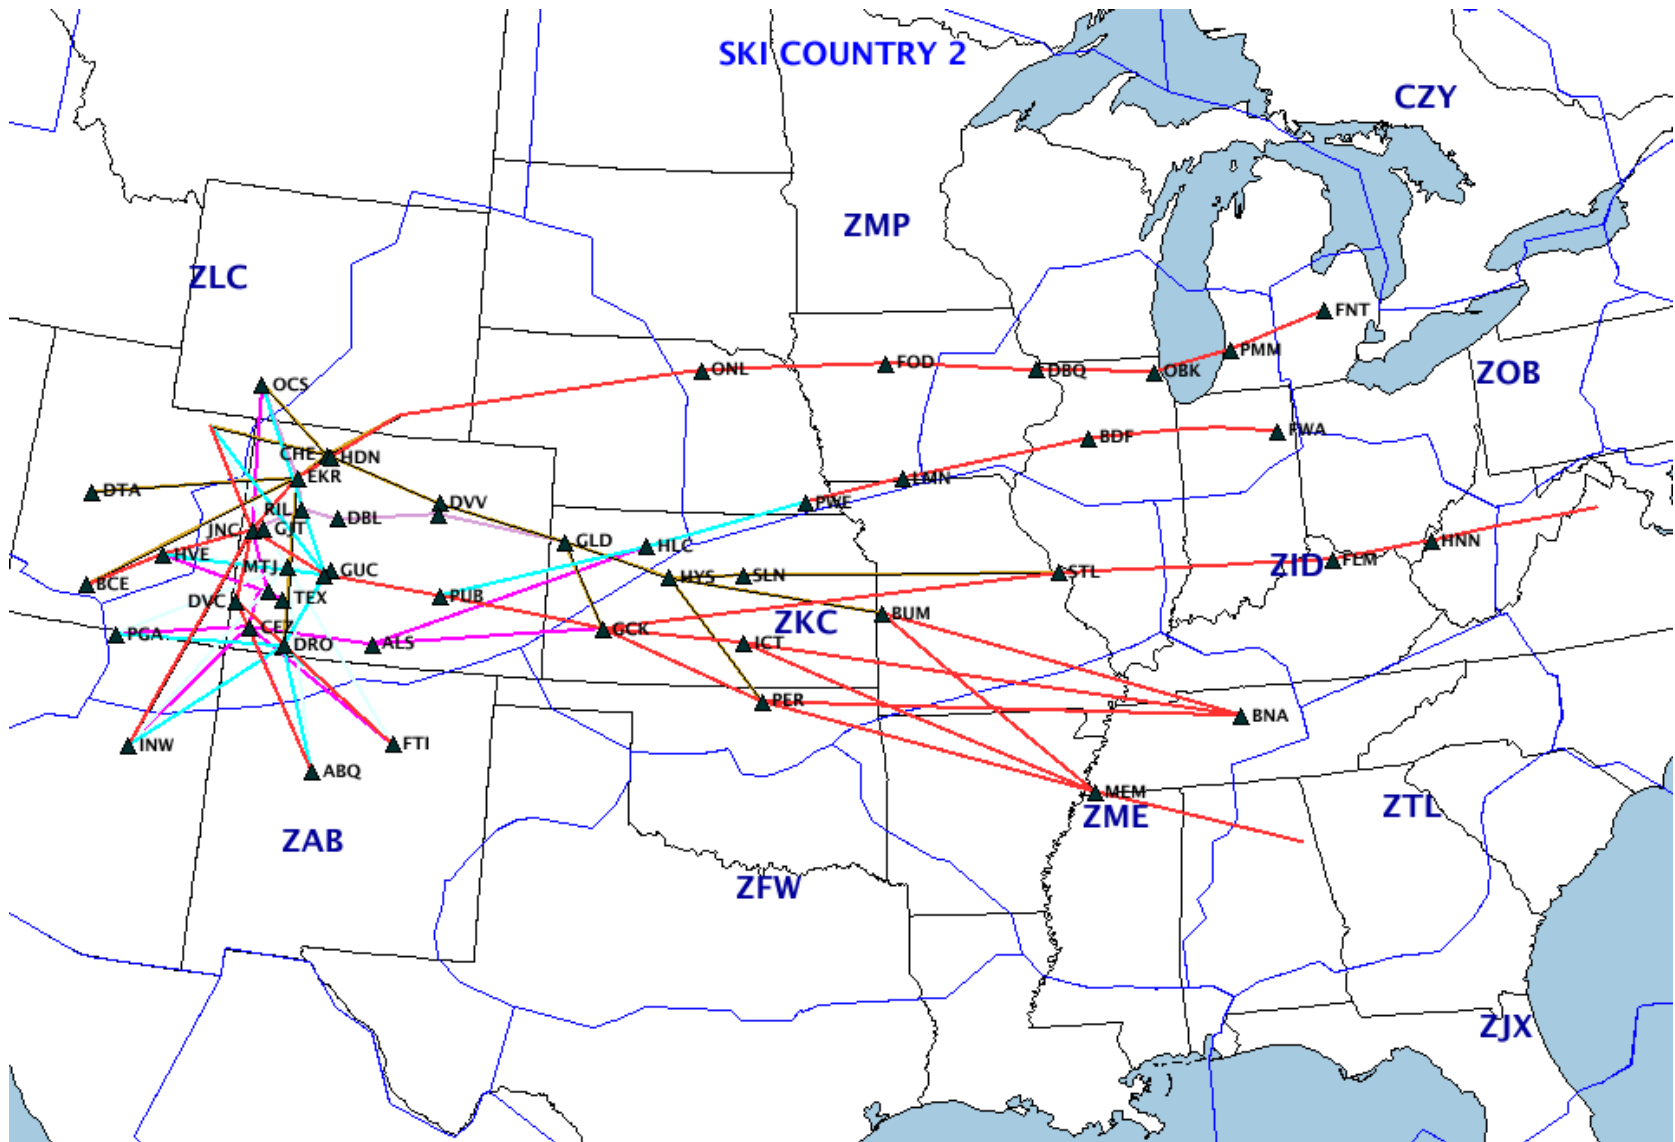 SKI COUNTRY 2
CZY
ZMP
ZLC
FNT
PMM
ONL
FOD
DBQ
OBK
ZOB
OCS
FWA
BDF
CHE
HDN
EKR
LMN
DTA
DVV
PWE
RIL
DBL
JNC
GJT
GLD
HLC
HNN
HVE
MTJ
GUC
HYS
SLN
STL
ZID
FLM
BCE
DVC
TEX
PUB
BUM
PGA
CEZ
DRO
ALS
GCK
ZKC
ICT
PER
BNA
INW
FTI
ABQ
MEM
ZME
ZTL
ZAB
ZFW
ZJX